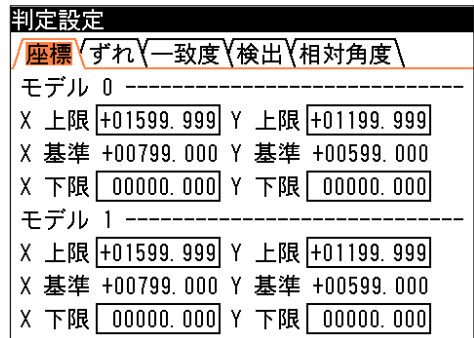 判定設定
座標 ずれ 一致度 検出 相対角度
モデル 0
X 上限 +01599.999 Y 上限 +01199.999
X 基準 +00799.000 Y 基準 +00599.000
X 下限 00000.000 Y 下限 00000.000
モデル 1
X 上限 +01599.999 Y 上限 +01199.999
X 基準 +00799.000 Y 基準 +00599.000
X 下限 00000.000 Y 下限 00000.000